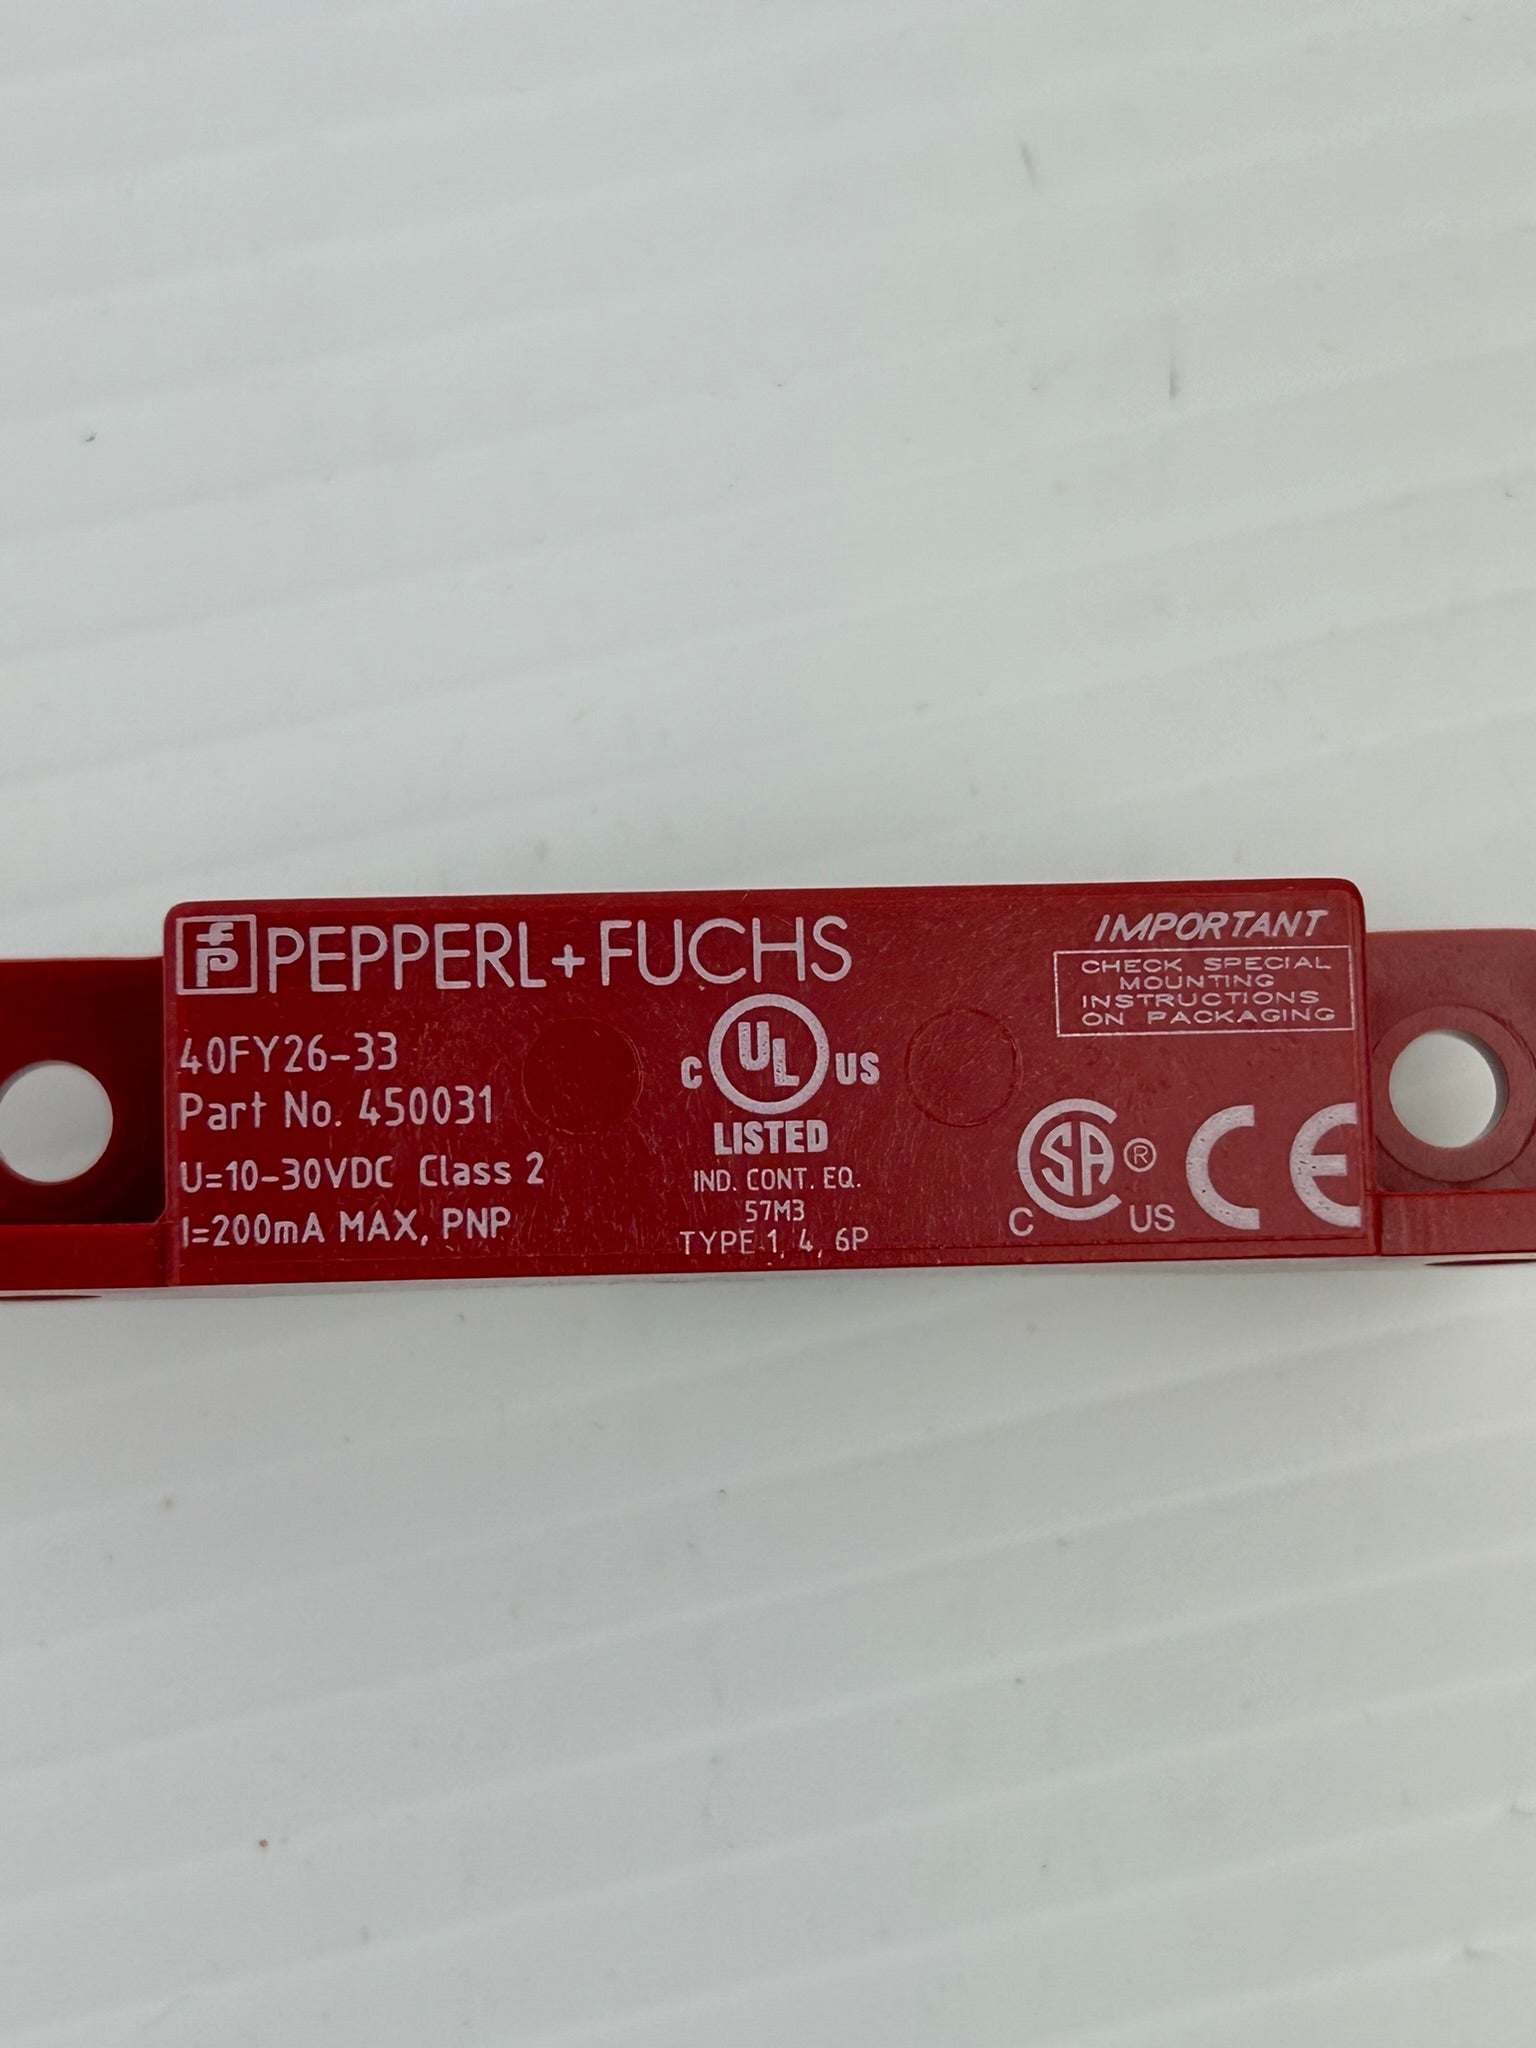 fp PEPPERL+FUCHS
40FY26-33
Part No. 450031
U=10-30VDC Class 2
I=200mA MAX, PNP
C UL US
LISTED
IND. CONT. EQ.
57M3
TYPE 1, 4, 6P
IMPORTANT
CHECK SPECIAL
MOUNTING
INSTRUCTIONS
ON PACKAGING
SA ®
C US
CE